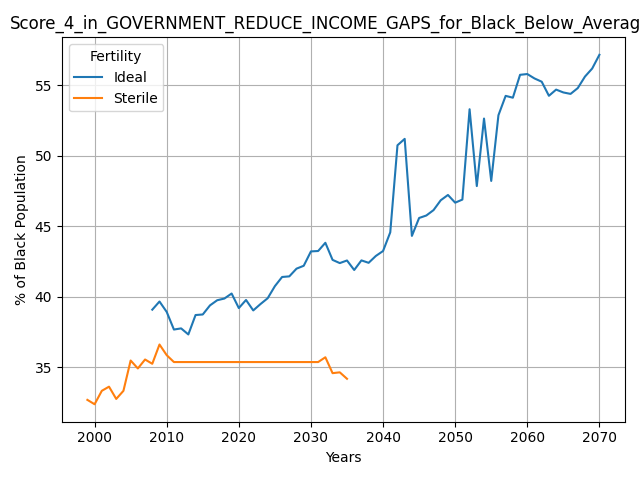 Score_4_in_GOVERNMENT_REDUCE_INCOME_GAPS_for_Black_Below_Averag
Fertility
Ideal
Sterile
% of Black Population
55
50
45
40
35
2000 2010 2020 2030 2040 2050 2060 2070
Years